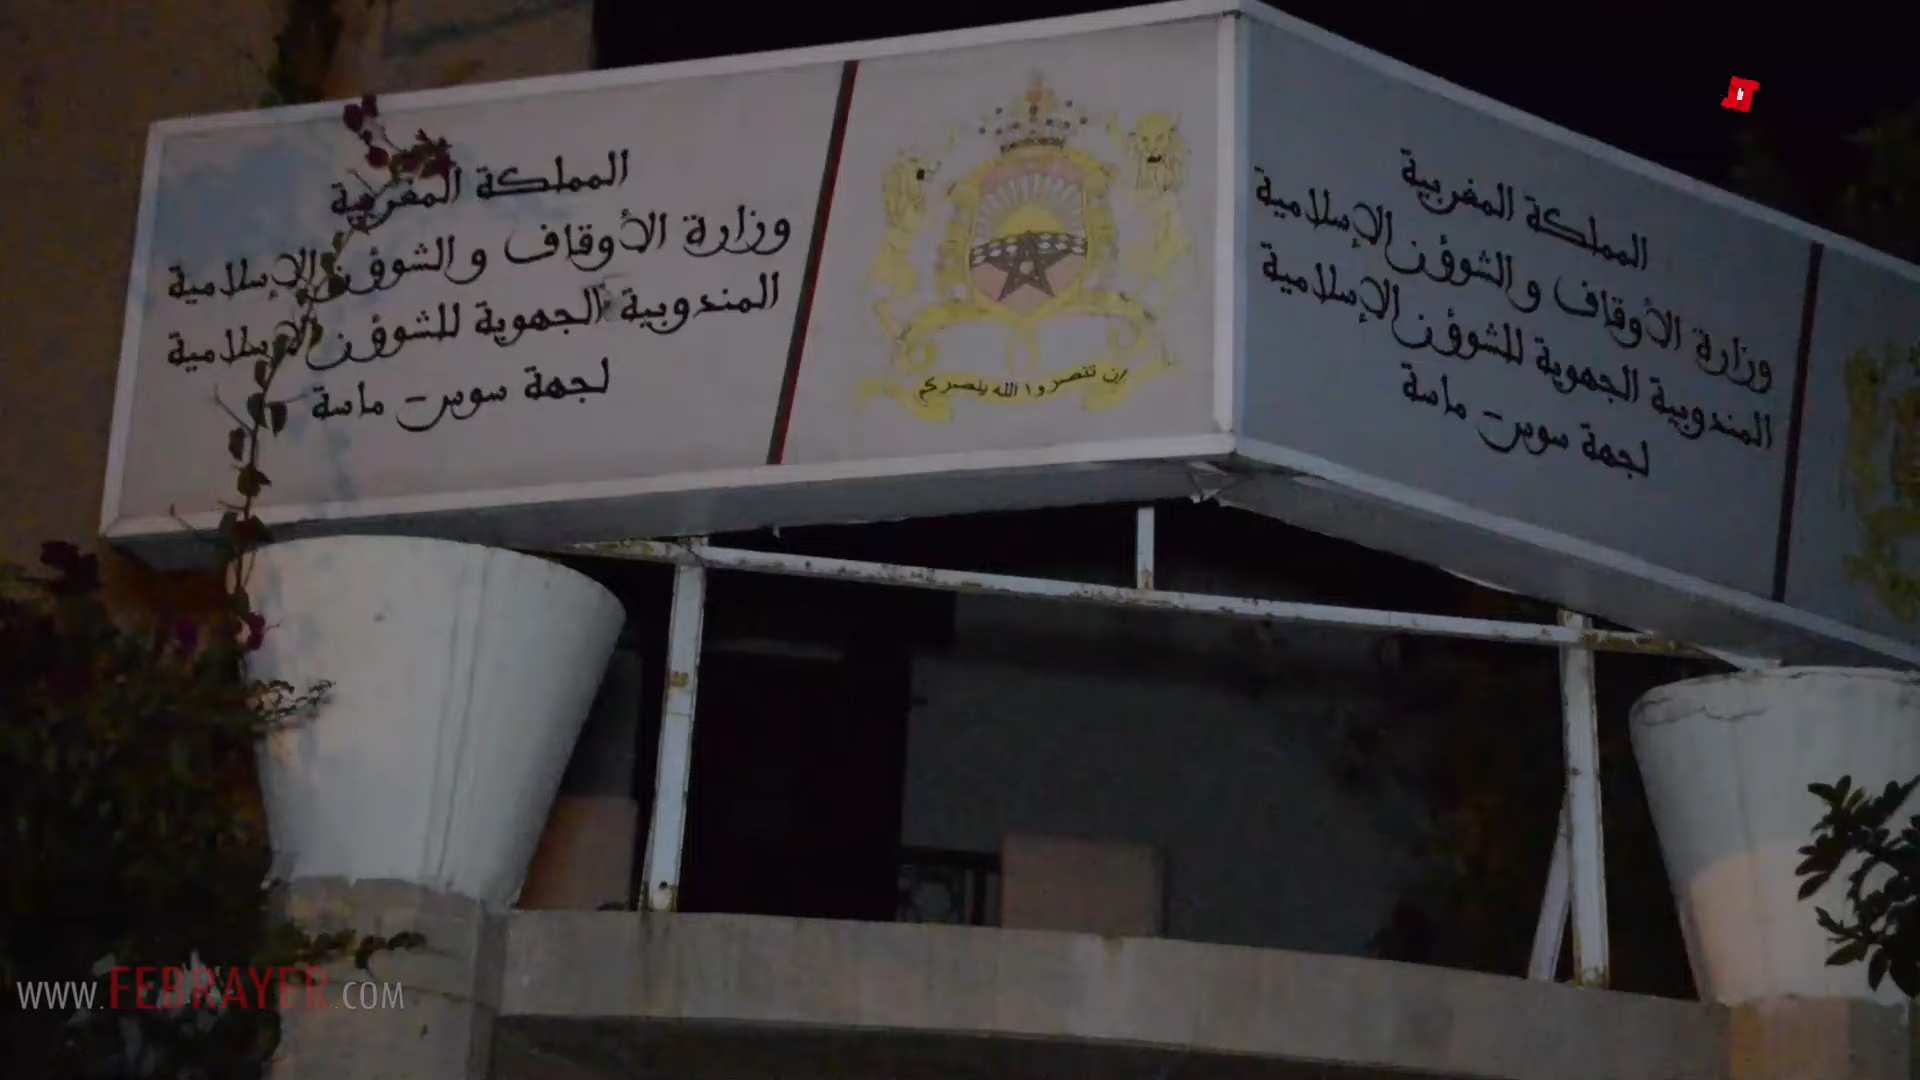 المملكة المغربية
وزارة الأوقاف والشؤون الإسلامية
المندوبية الجهوية للشؤون الإسلامية
لجهة سوس - ماسة
إن تنصروا الله ينصركم
المملكة المغربية
وزارة الأوقاف والشؤون الإسلامية
المندوبية الجهوية للشؤون الإسلامية
لجهة سوس - ماسة
www.FEBRAYER.COM